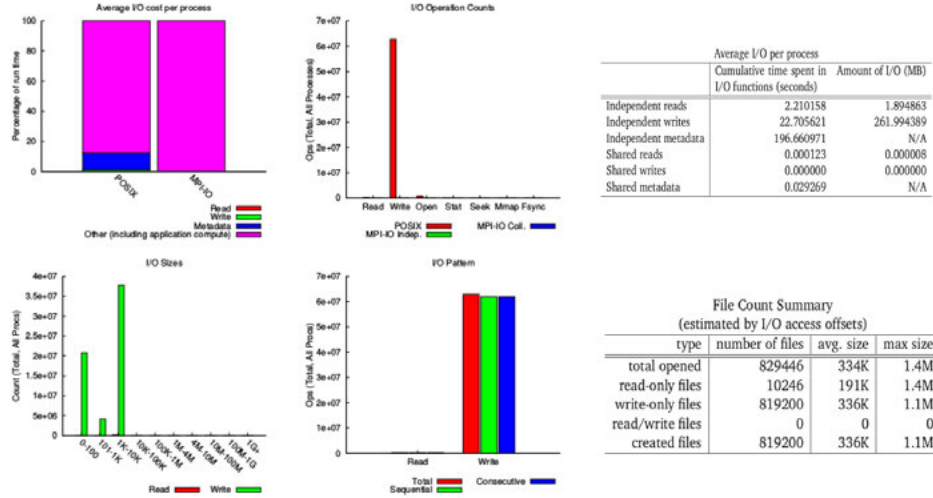 Average I/O cost per process
100
80
60
40
20
0
Percentage of run time
POSIX
MPI-IO
Read
Write
Metadata
Other (including application compute)
I/O Operation Counts
7e+07
6e+07
5e+07
4e+07
3e+07
2e+07
1e+07
0
Ops (Total, All Processes)
Read Write Open Stat Seek Mmap Fsync
POSIX MPI-IO Coll.
MPI-IO Indep.
Average I/O per process
Cumulative time spent in Amount of I/O (MB)
I/O functions (seconds)
Independent reads 2.210158 1.894863
Independent writes 22.705621 261.994389
Independent metadata 196.660971 N/A
Shared reads 0.000123 0.000008
Shared writes 0.000000 0.000000
Shared metadata 0.029269 N/A
I/O Sizes
4e+07
3.5e+07
3e+07
2.5e+07
2e+07
1.5e+07
1e+07
5e+06
0
Count (Total, All Procs)
0-100
101-1K
1K-10K
10K-100K
100K-1M
1M-4M
4M-10M
10M-100M
100M-1G
1G+
Read Write
I/O Pattern
7e+07
6e+07
5e+07
4e+07
3e+07
2e+07
1e+07
0
Ops (Total, All Procs)
Read Write
Total Consecutive
Sequential
File Count Summary
(estimated by I/O access offsets)
type number of files avg. size max size
total opened 829446 334K 1.4M
read-only files 10246 191K 1.4M
write-only files 819200 336K 1.1M
read/write files 0 0 0
created files 819200 336K 1.1M